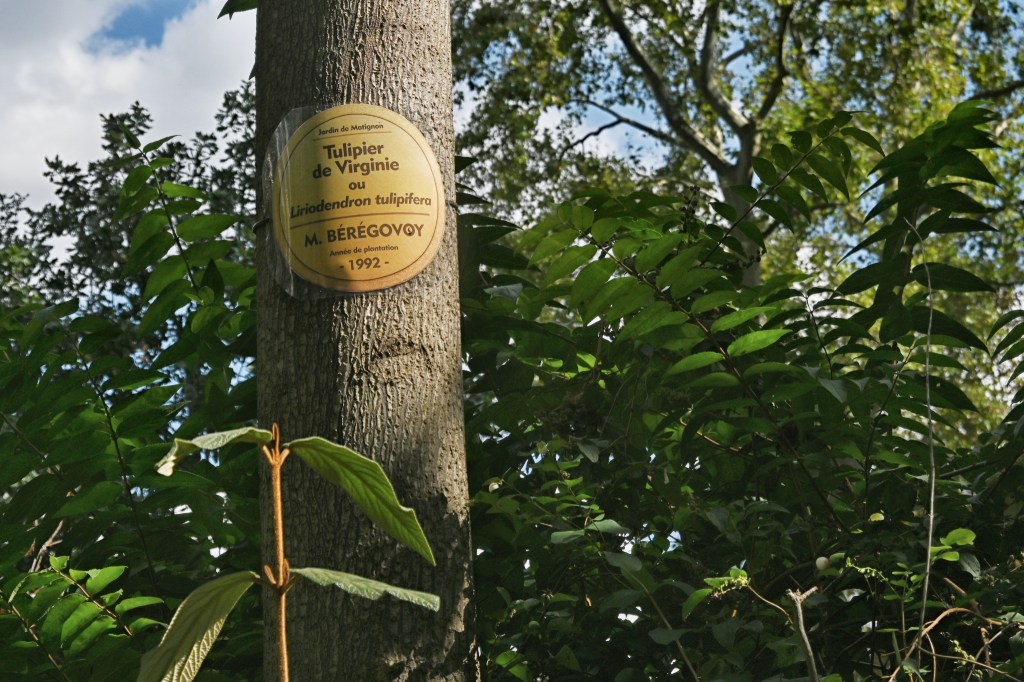 Jardin de Matignon
Tulipier
de Virginie
ou
Liriodendron tulipifera
M. BÉRÉGOVOY
Année de plantation
- 1992 -